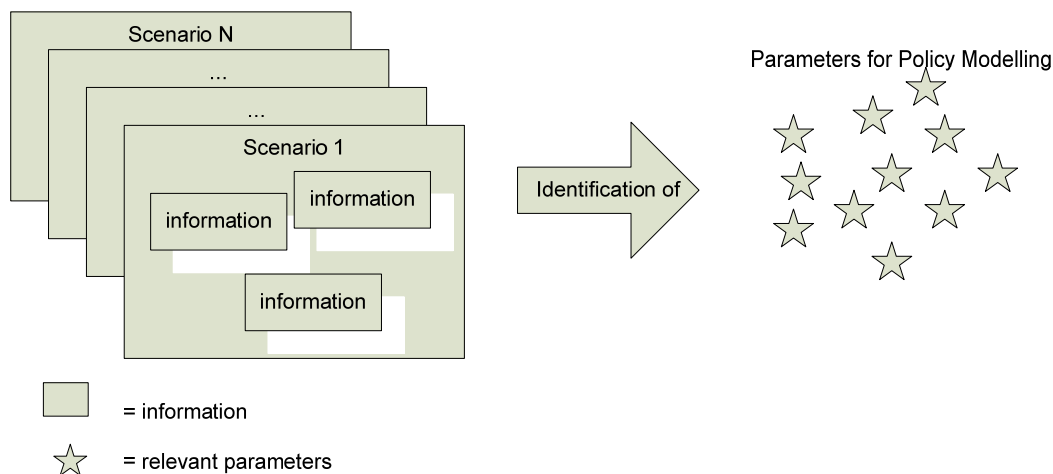 Scenario N
...
...
Scenario 1
information
information
information
Identification of
Parameters for Policy Modelling
= information
= relevant parameters